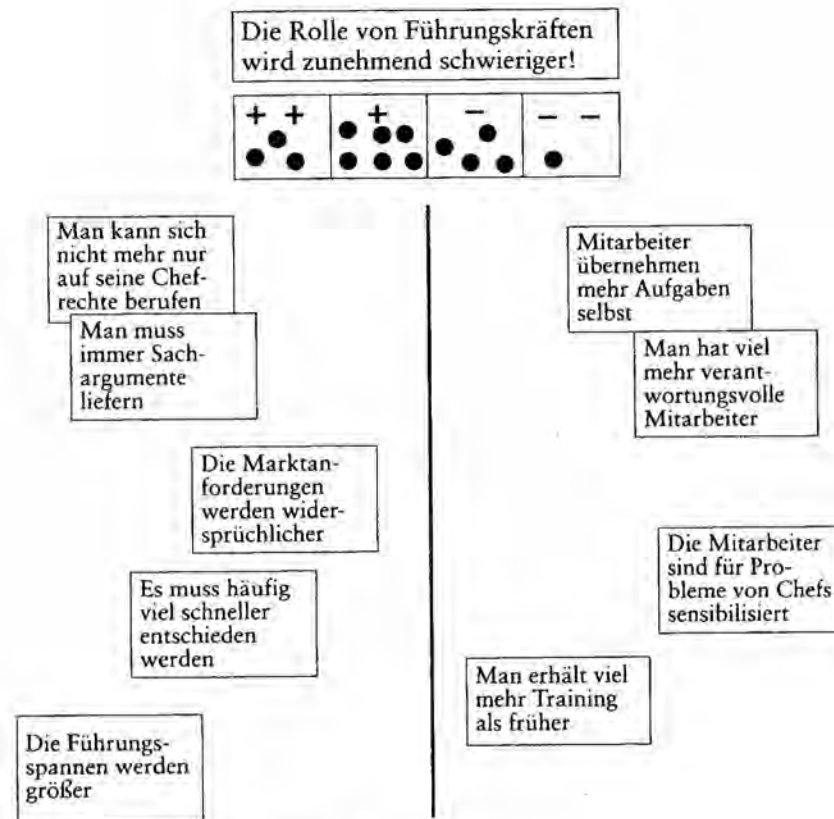 Die Rolle von Führungskräften
wird zunehmend schwieriger!
+ +
+
−
− −
Man kann sich
nicht mehr nur
auf seine Chef-
rechte berufen
Man muss
immer Sach-
argumente
liefern
Die Marktan-
forderungen
werden wider-
sprüchlicher
Es muss häufig
viel schneller
entschieden
werden
Die Führungs-
spannen werden
größer
Mitarbeiter
übernehmen
mehr Aufgaben
selbst
Man hat viel
mehr verant-
wortungsvolle
Mitarbeiter
Die Mitarbeiter
sind für Pro-
bleme von Chefs
sensibilisiert
Man erhält viel
mehr Training
als früher